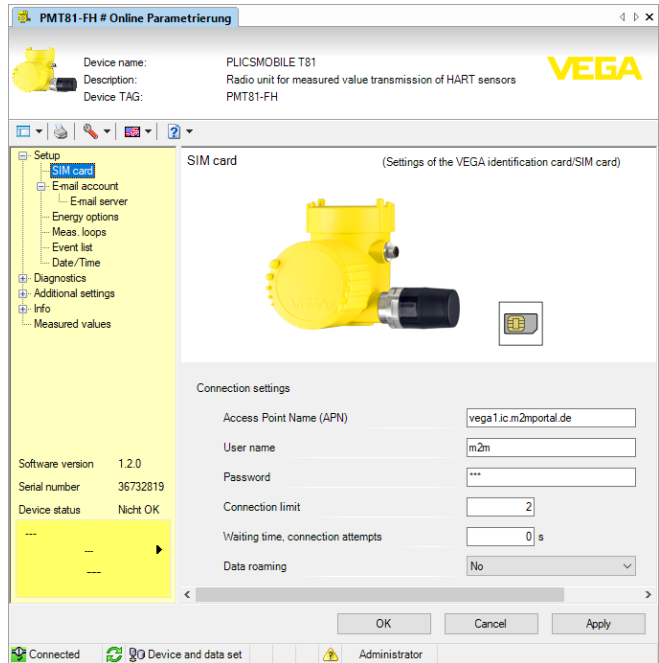 PMT81-FH # Online Parametrierung
Device name: PLICSMOBILE T81
Description: Radio unit for measured value transmission of HART sensors
Device TAG: PMT81-FH
VEGA
Setup
SIM card
E-mail account
E-mail server
Energy options
Meas. loops
Event list
Date/Time
Diagnostics
Additional settings
Info
Measured values
Software version 1.2.0
Serial number 36732819
Device status Nicht OK
---
---
---
SIM card (Settings of the VEGA identification card/SIM card)
VEGA
Connection settings
Access Point Name (APN) vega1.ic.m2mportal.de
User name m2m
Password ***
Connection limit 2
Waiting time, connection attempts 0 s
Data roaming No
OK Cancel Apply
Connected Device and data set Administrator